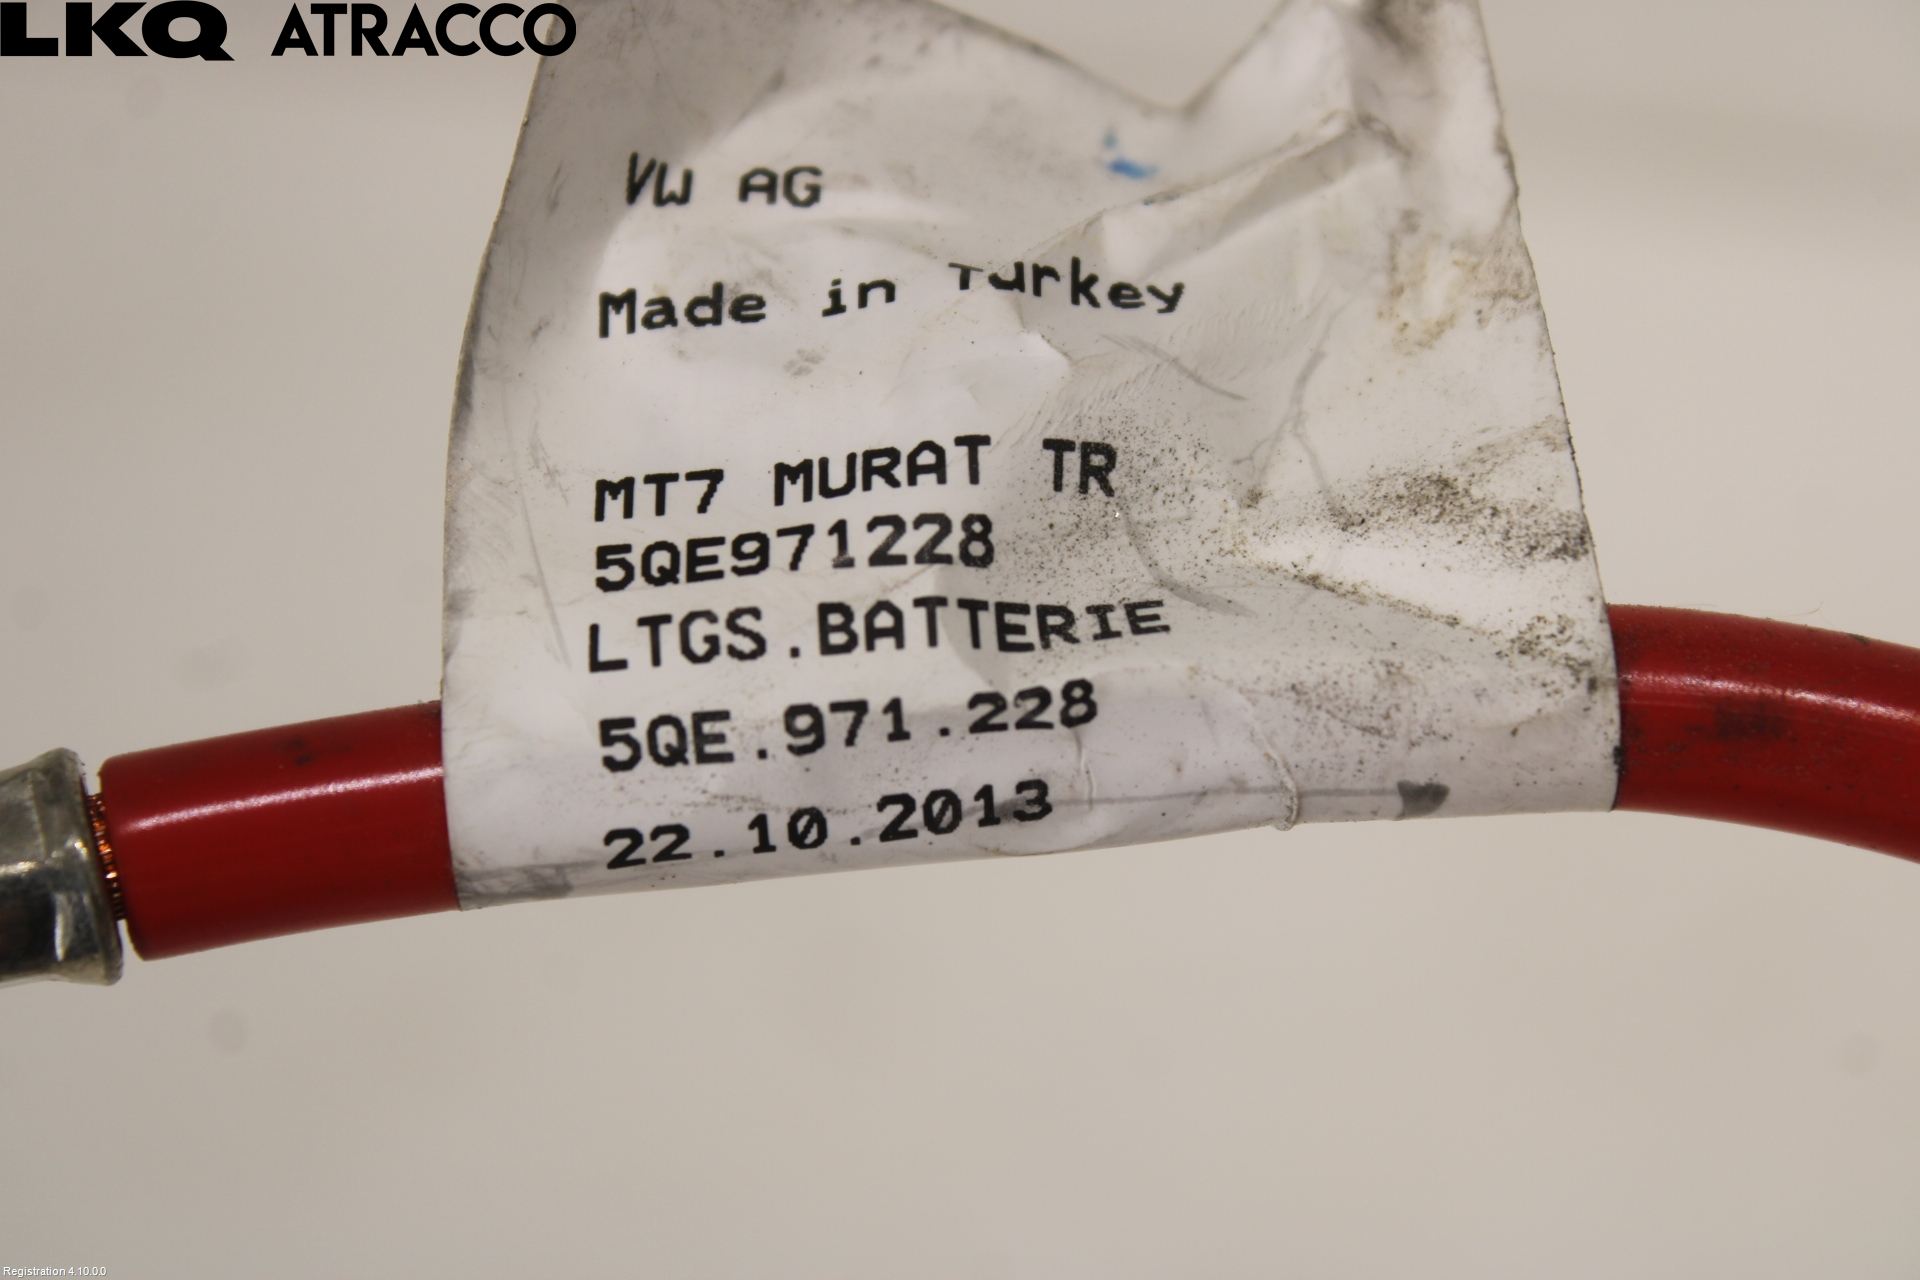 LKQ ATRACCO
VW AG
Made in Turkey
MT7 MURAT TR
5QE971228
LTGS.BATTERIE
5QE.971.228
22.10.2013
Registration 4.10.0.0